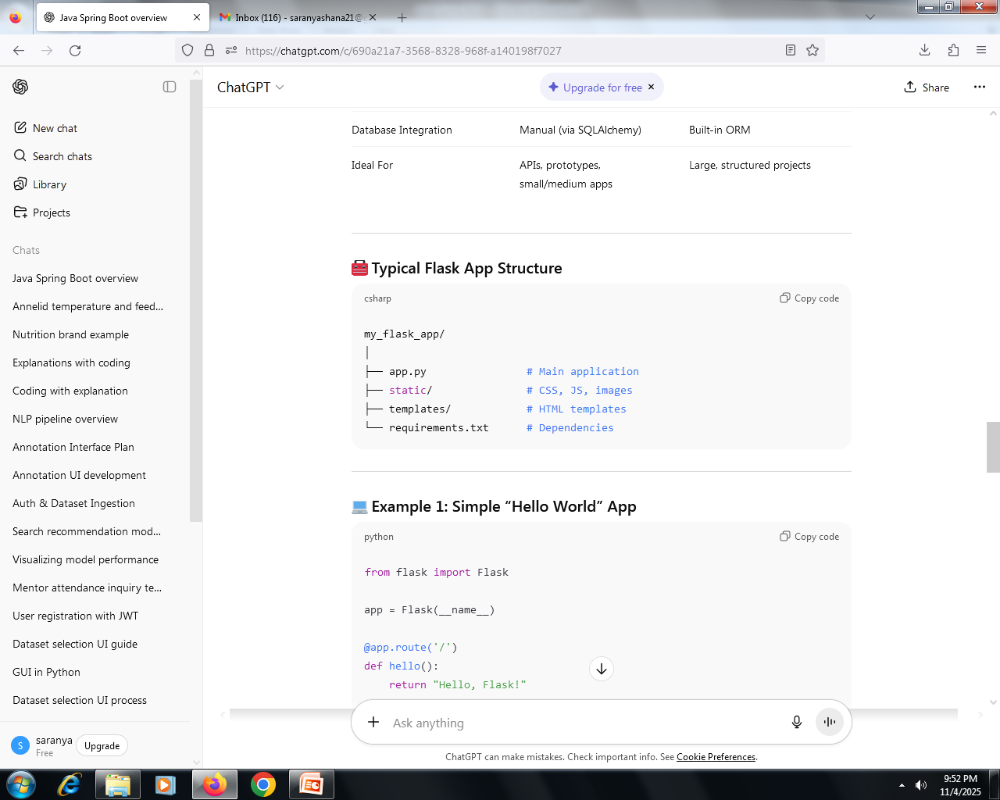 Java Spring Boot overview
Inbox (116) - saranyashana21@g
https://chatgpt.com/c/690a21a7-3568-8328-968f-a140198f7027
ChatGPT
Upgrade for free
Share
New chat
Search chats
Library
Projects
Chats
Java Spring Boot overview
Annelid temperature and feed...
Nutrition brand example
Explanations with coding
Coding with explanation
NLP pipeline overview
Annotation Interface Plan
Annotation UI development
Auth & Dataset Ingestion
Search recommendation mod...
Visualizing model performance
Mentor attendance inquiry te...
User registration with JWT
Dataset selection UI guide
GUI in Python
Dataset selection UI process
S
saranya
Free
Upgrade
Database Integration Manual (via SQLAlchemy) Built-in ORM
Ideal For APIs, prototypes, Large, structured projects
small/medium apps
Typical Flask App Structure
csharp Copy code
my_flask_app/
│
├── app.py # Main application
├── static/ # CSS, JS, images
├── templates/ # HTML templates
└── requirements.txt # Dependencies
Example 1: Simple “Hello World” App
python Copy code
from flask import Flask
app = Flask(__name__)
@app.route('/')
def hello():
return "Hello, Flask!"
Ask anything
ChatGPT can make mistakes. Check important info. See Cookie Preferences.
9:52 PM
11/4/2025